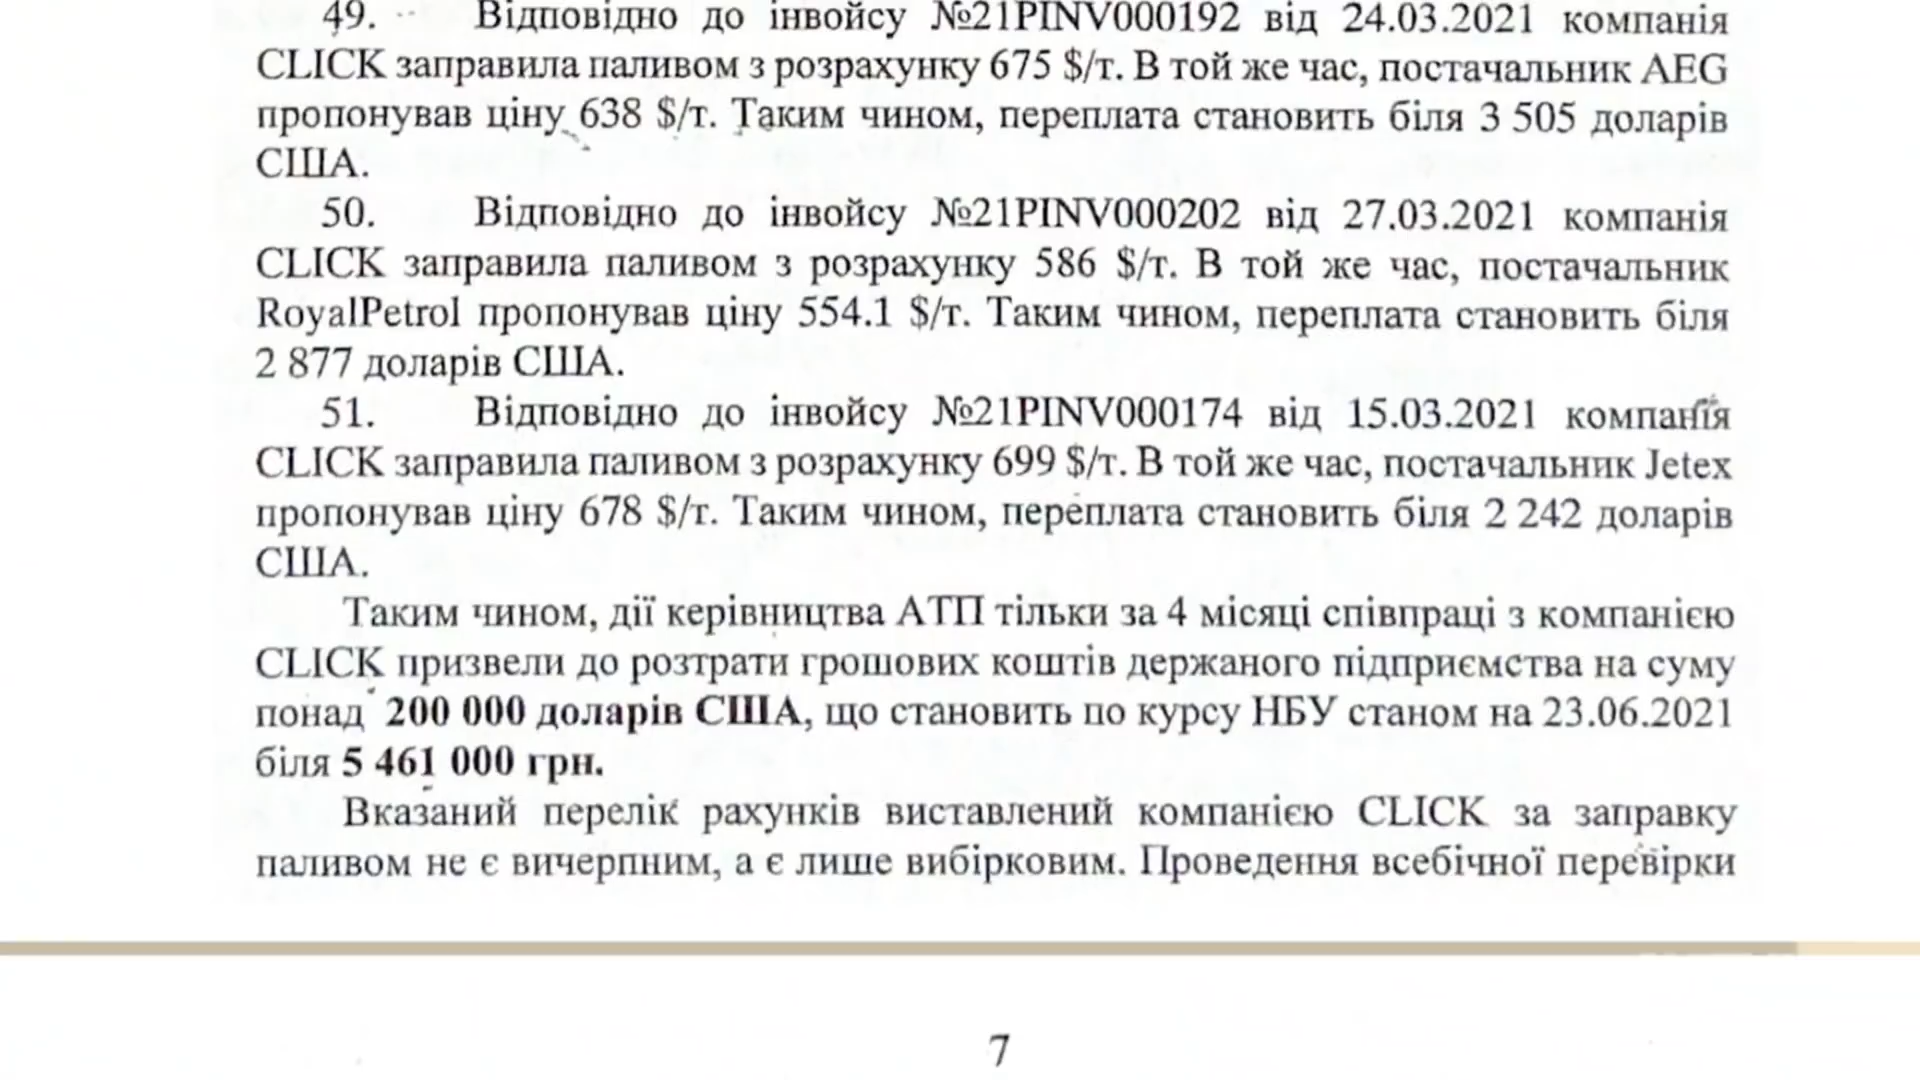 49. Відповідно до інвойсу №21PINV000192 від 24.03.2021 компанія
CLICK заправила паливом з розрахунку 675 $/т. В той же час, постачальник AEG
пропонував ціну 638 $/т. Таким чином, переплата становить біля 3 505 доларів
США.
50. Відповідно до інвойсу №21PINV000202 від 27.03.2021 компанія
CLICK заправила паливом з розрахунку 586 $/т. В той же час, постачальник
RoyalPetrol пропонував ціну 554.1 $/т. Таким чином, переплата становить біля
2 877 доларів США.
51. Відповідно до інвойсу №21PINV000174 від 15.03.2021 компанія
CLICK заправила паливом з розрахунку 699 $/т. В той же час, постачальник Jetex
пропонував ціну 678 $/т. Таким чином, переплата становить біля 2 242 доларів
США.
Таким чином, дії керівництва АТП тільки за 4 місяці співпраці з компанією
CLICK призвели до розтрати грошових коштів держаного підприємства на суму
понад 200 000 доларів США, що становить по курсу НБУ станом на 23.06.2021
біля 5 461 000 грн.
Вказаний перелік рахунків виставлений компанією CLICK за заправку
паливом не є вичерпним, а є лише вибірковим. Проведення всебічної перевірки
7